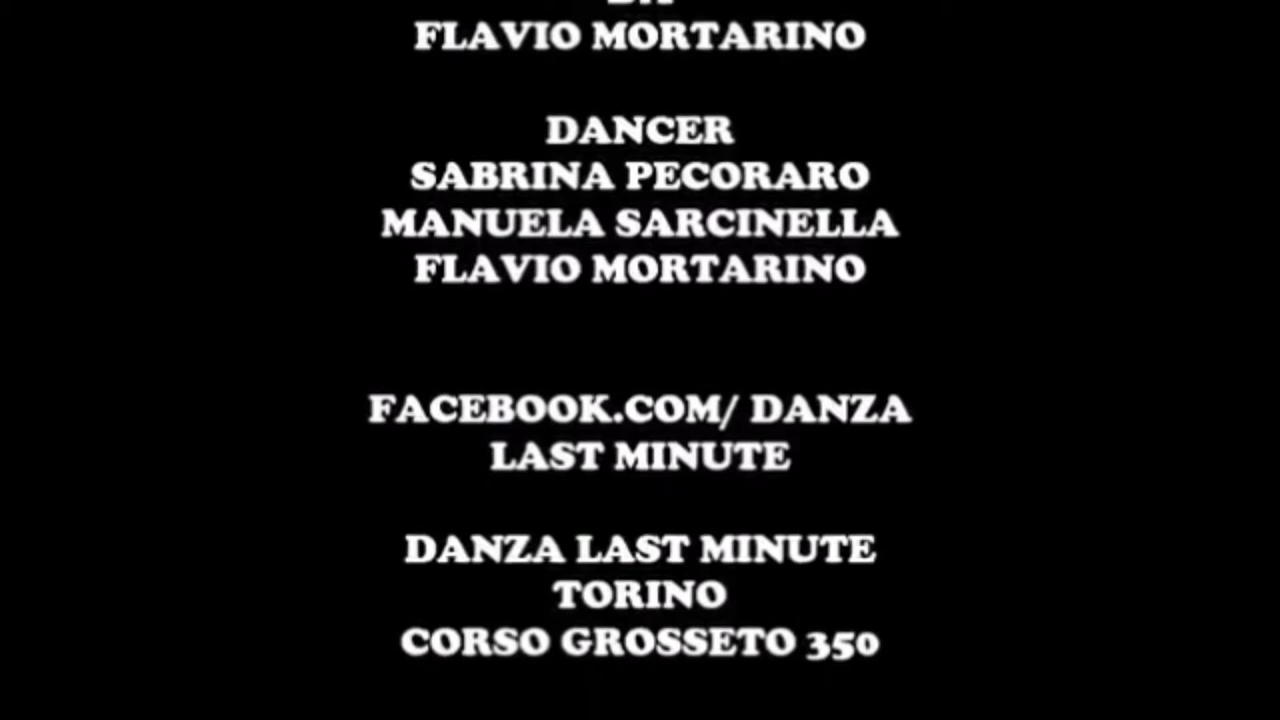 FLAVIO MORTARINO
DANCER
SABRINA PECORARO
MANUELA SARCINELLA
FLAVIO MORTARINO
FACEBOOK.COM/ DANZA
LAST MINUTE
DANZA LAST MINUTE
TORINO
CORSO GROSSETO 350